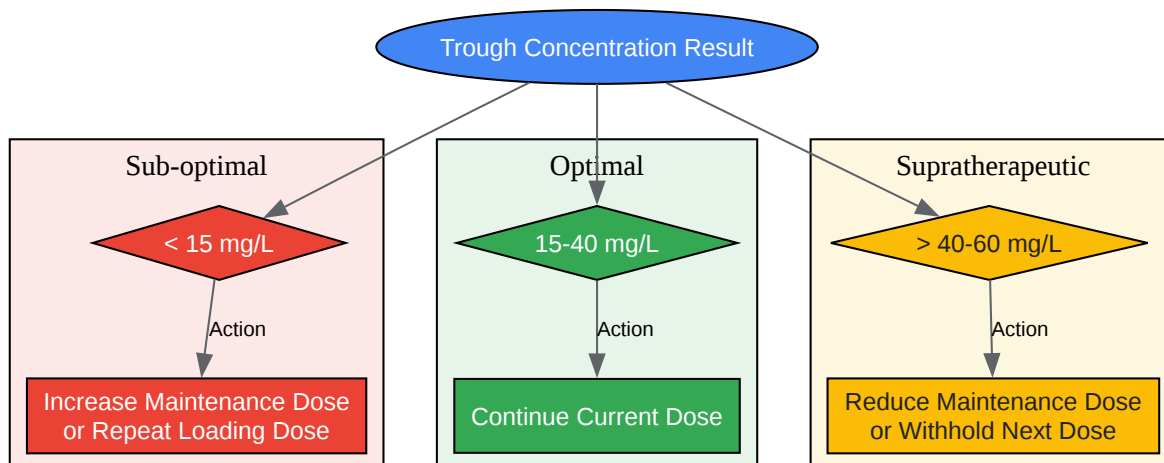 Trough Concentration Result
Sub-optimal
Optimal
Supratherapeutic
< 15 mg/L
15-40 mg/L
> 40-60 mg/L
Action
Action
Action
Increase Maintenance Dose
or Repeat Loading Dose
Continue Current Dose
Reduce Maintenance Dose
or Withhold Next Dose